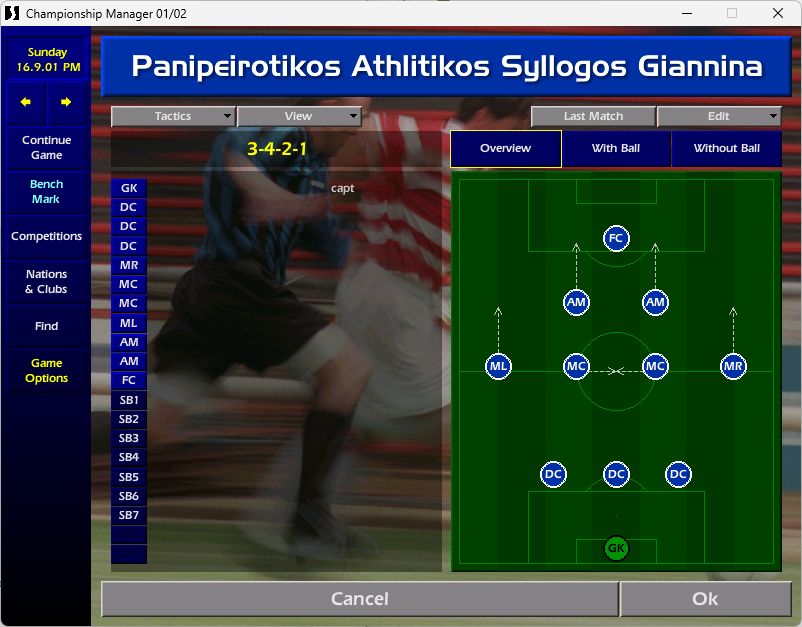 Championship Manager 01/02
Sunday
16.9.01 PM
Continue
Game
Bench
Mark
Competitions
Nations
& Clubs
Find
Game
Options
Panipeirotikos Athlitikos Syllogos Giannina
Tactics View Last Match Edit
3-4-2-1
Overview With Ball Without Ball
GK capt
DC
DC
DC
MR
MC
MC
ML
AM
AM
FC
SB1
SB2
SB3
SB4
SB5
SB6
SB7
FC
AM AM
ML MC MC MR
DC DC DC
GK
Cancel Ok